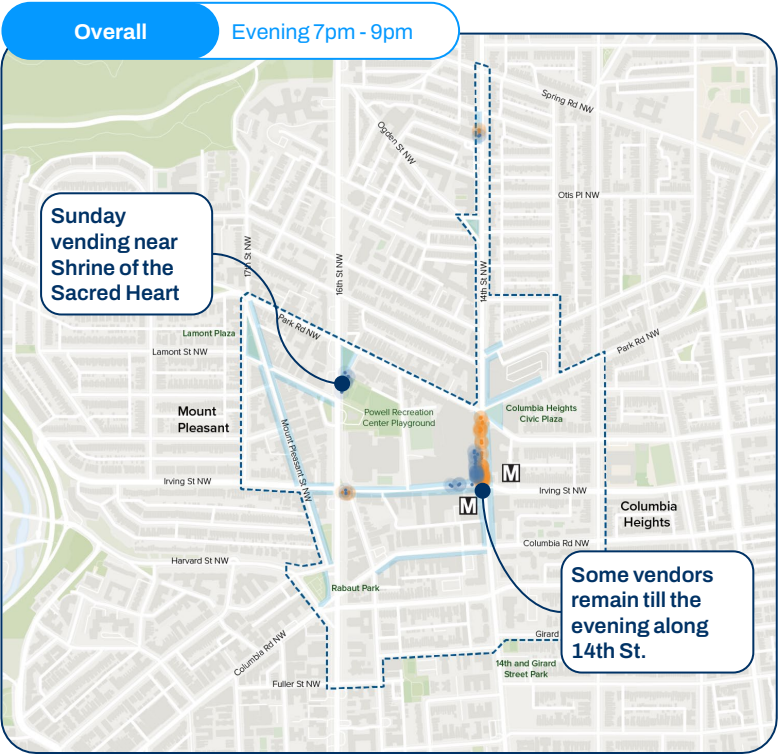 Overall
Evening 7pm - 9pm
Spring Rd NW
Ogden St NW
Otis Pl NW
Sunday
vending near
Shrine of the
Sacred Heart
17th St NW
16th St NW
14th St NW
Park Rd NW
Lamont Plaza
Lamont St NW
Park Rd NW
Mount
Pleasant
Powell Recreation
Center Playground
Columbia Heights
Civic Plaza
Mount Pleasant St NW
M
Irving St NW
Irving St NW
M
Columbia
Heights
Columbia Rd NW
Harvard St NW
Some vendors
remain till the
evening along
14th St.
Rabaut Park
Columbia Rd NW
Girard
14th and Girard
Street Park
Fuller St NW